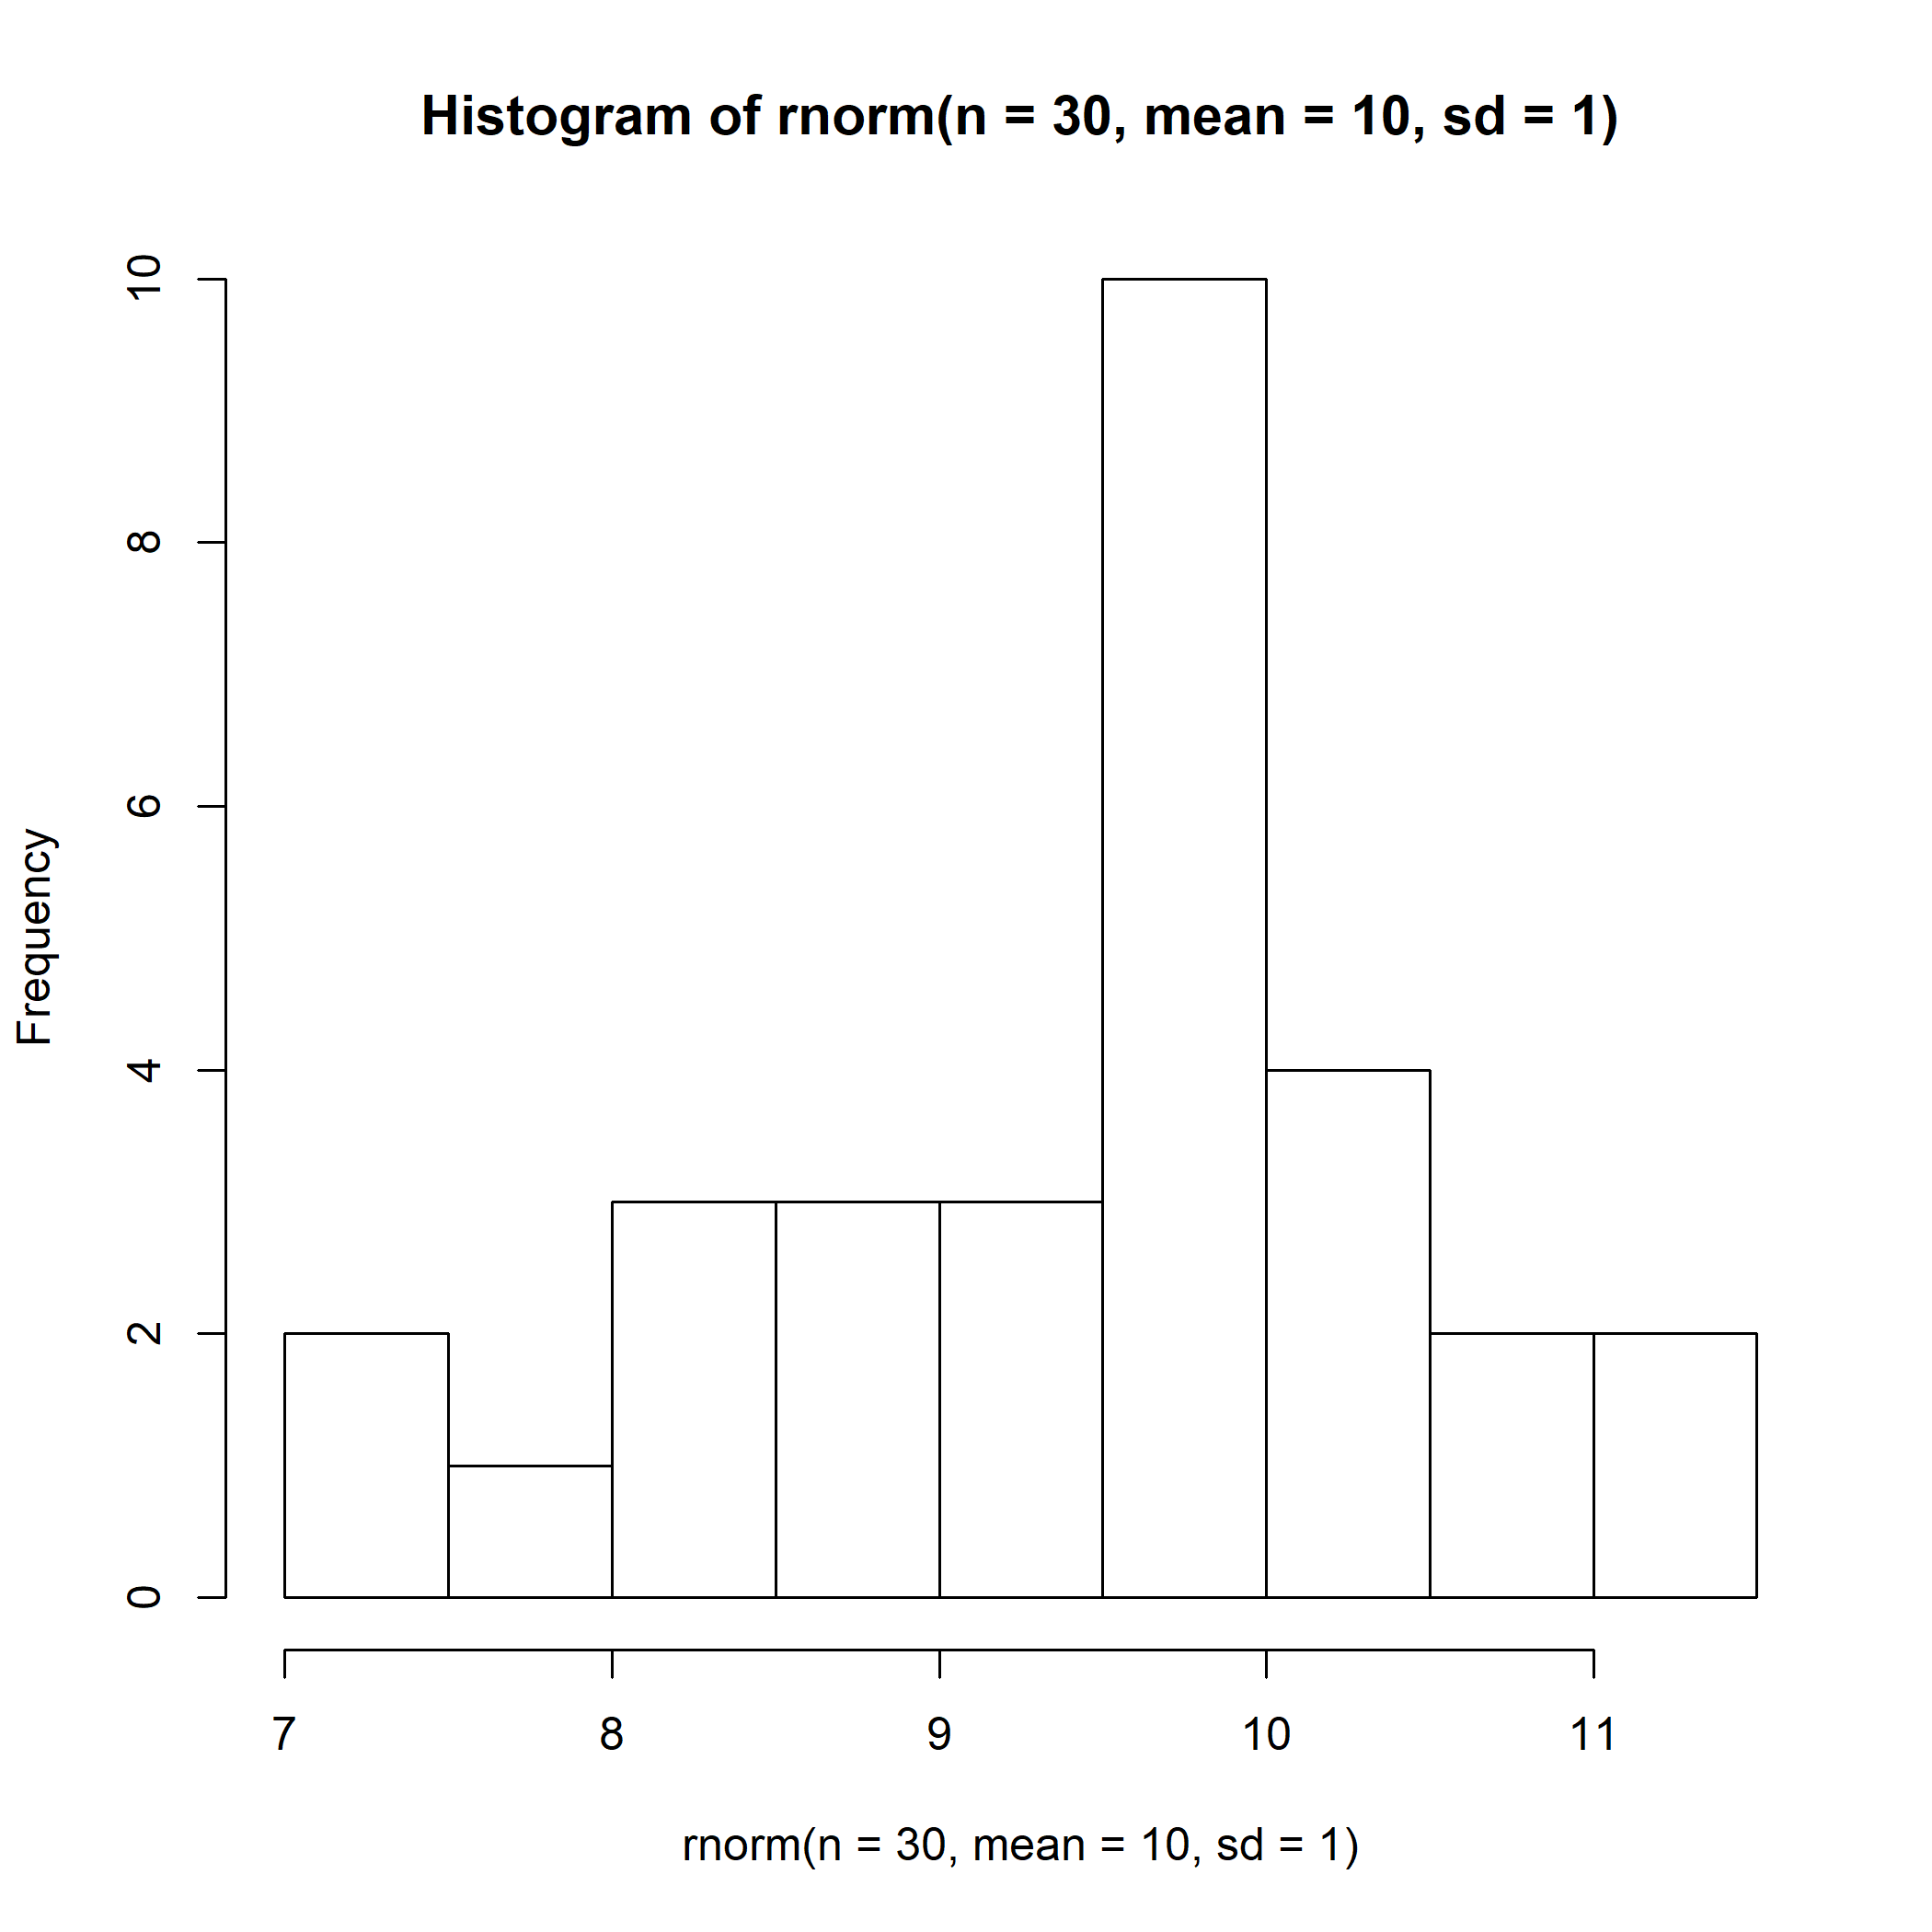 Histogram of rnorm(n = 30, mean = 10, sd = 1)
10
8
6
4
2
0
Frequency
7 8 9 10 11
rnorm(n = 30, mean = 10, sd = 1)